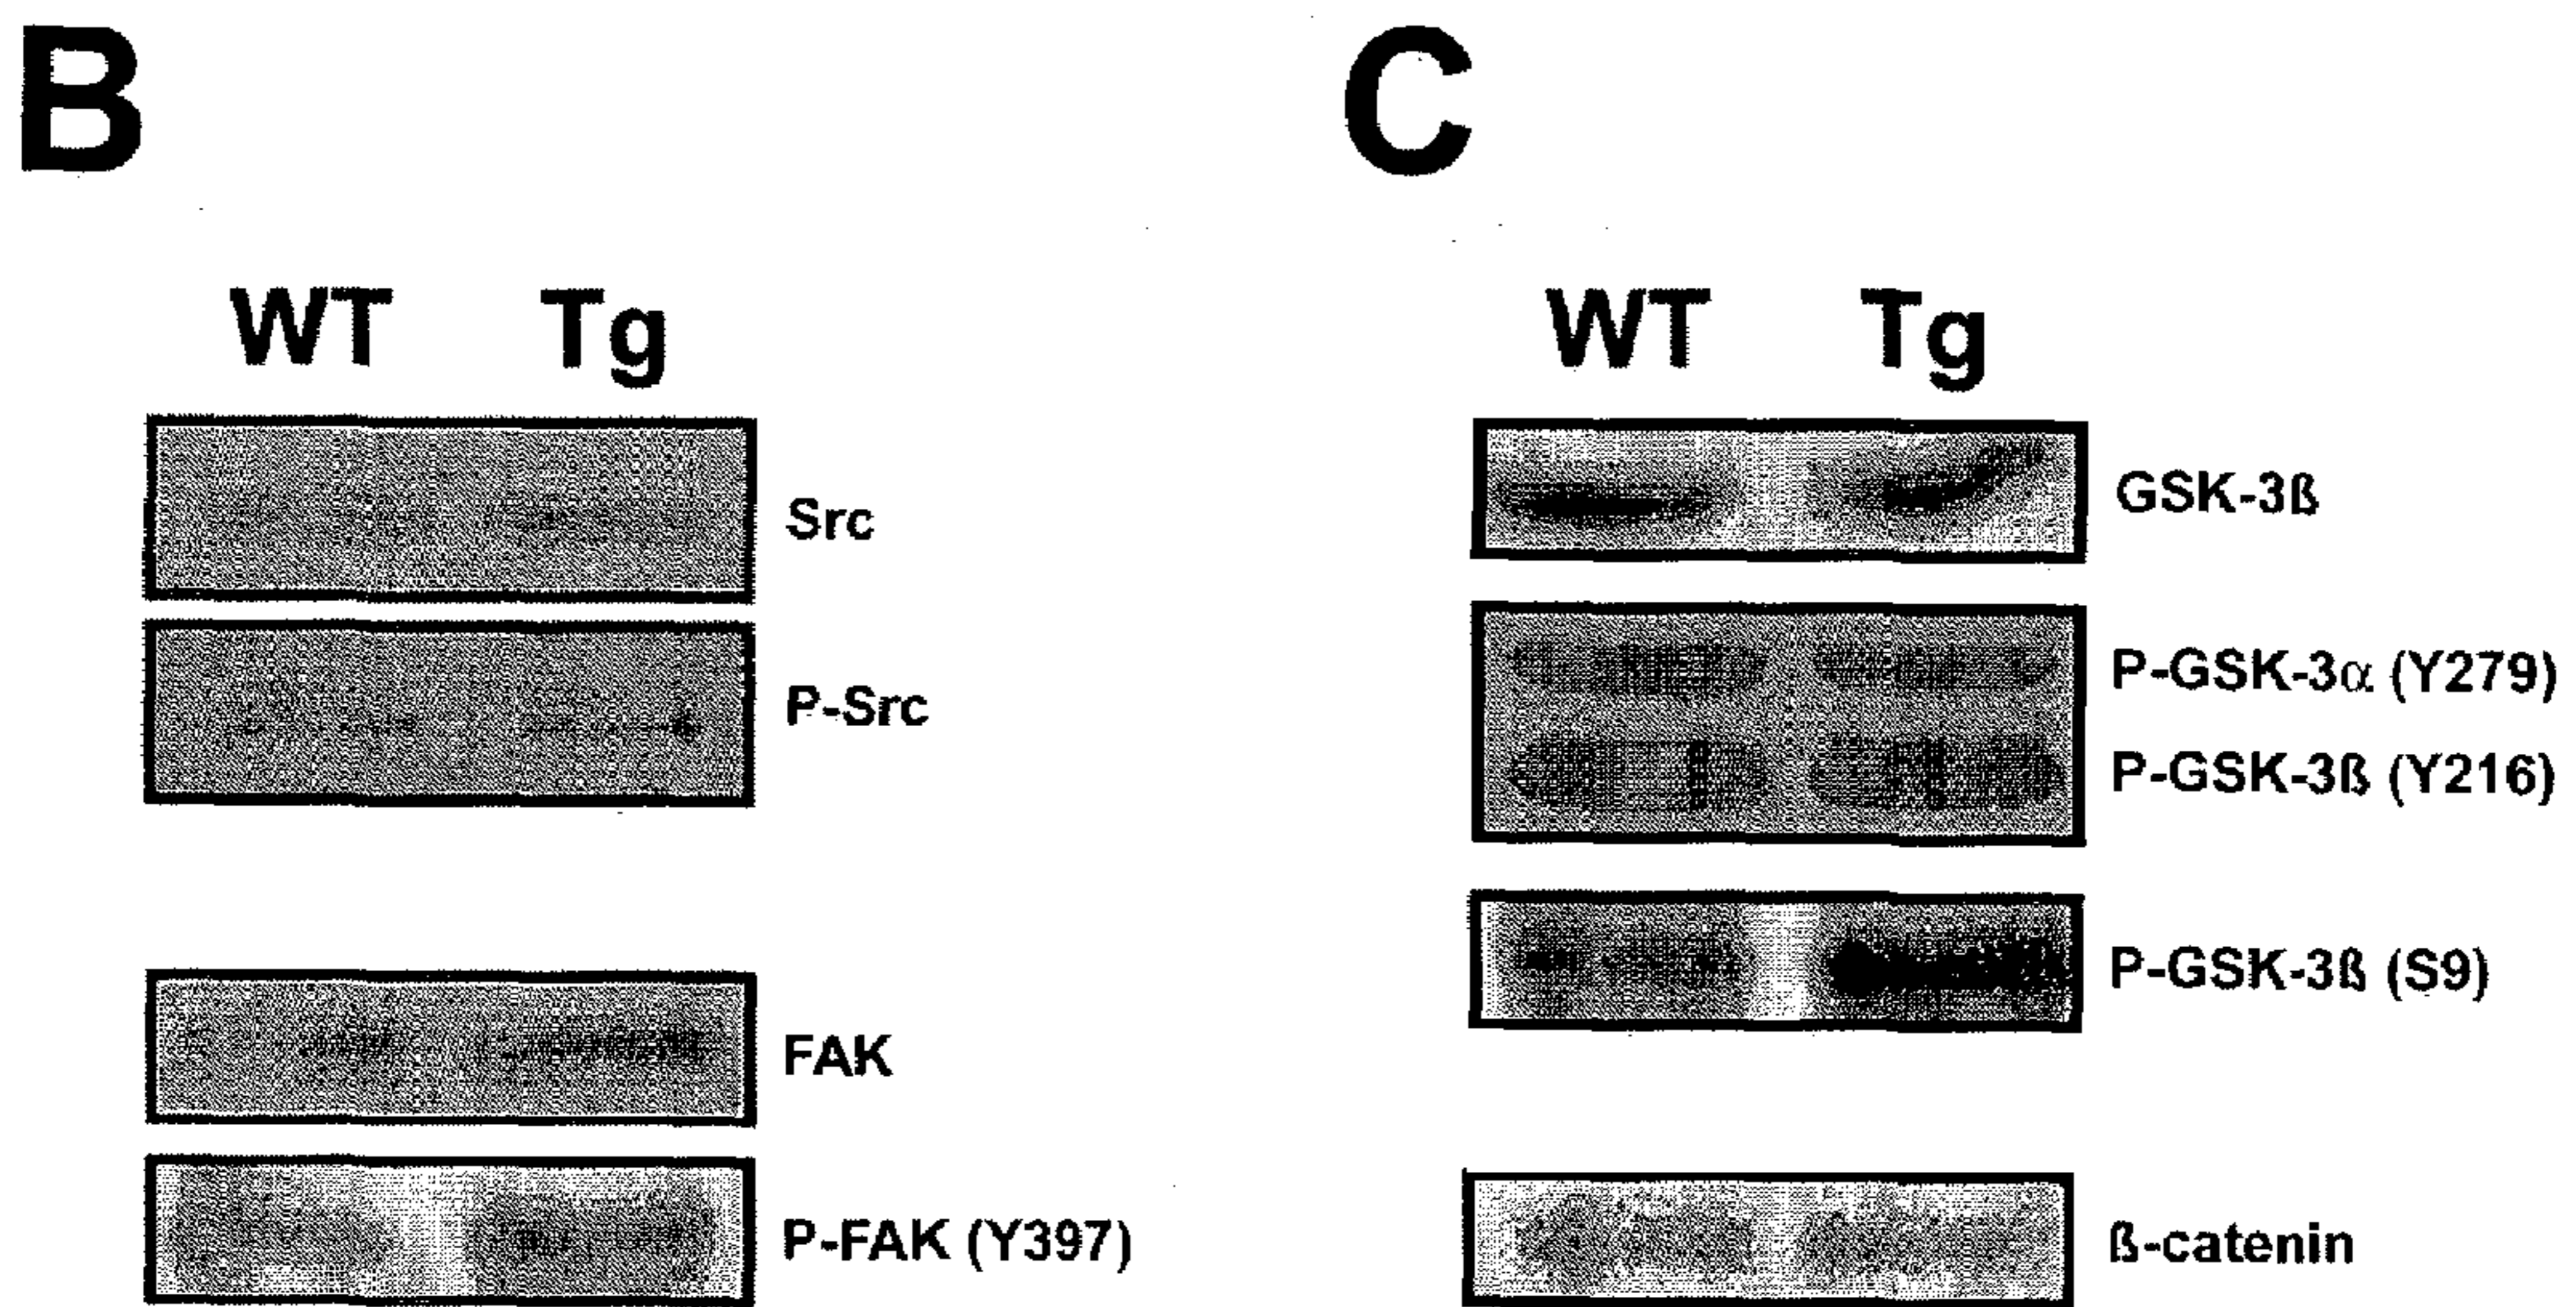 B
WT Tg
Src
P-Src
FAK
P-FAK (Y397)
C
WT Tg
GSK-3ß
P-GSK-3α (Y279)
P-GSK-3ß (Y216)
P-GSK-3ß (S9)
ß-catenin